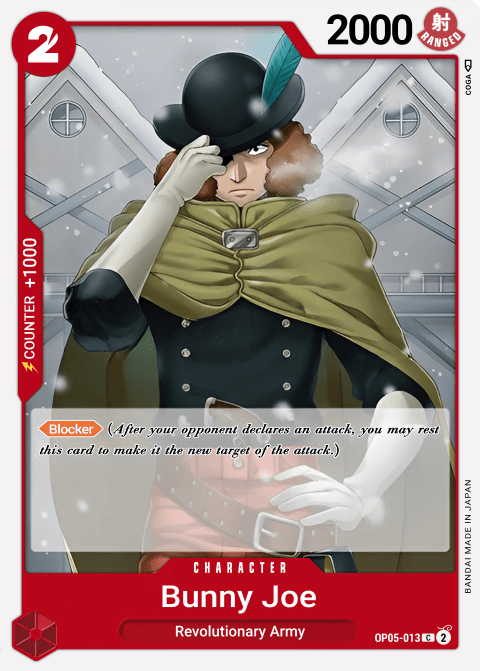 2
2000
射
RANGED
COGA
COUNTER +1000
Blocker (After your opponent declares an attack, you may rest
this card to make it the new target of the attack.)
BANDAI MADE IN JAPAN
CHARACTER
Bunny Joe
Revolutionary Army
OP05-013 C 2